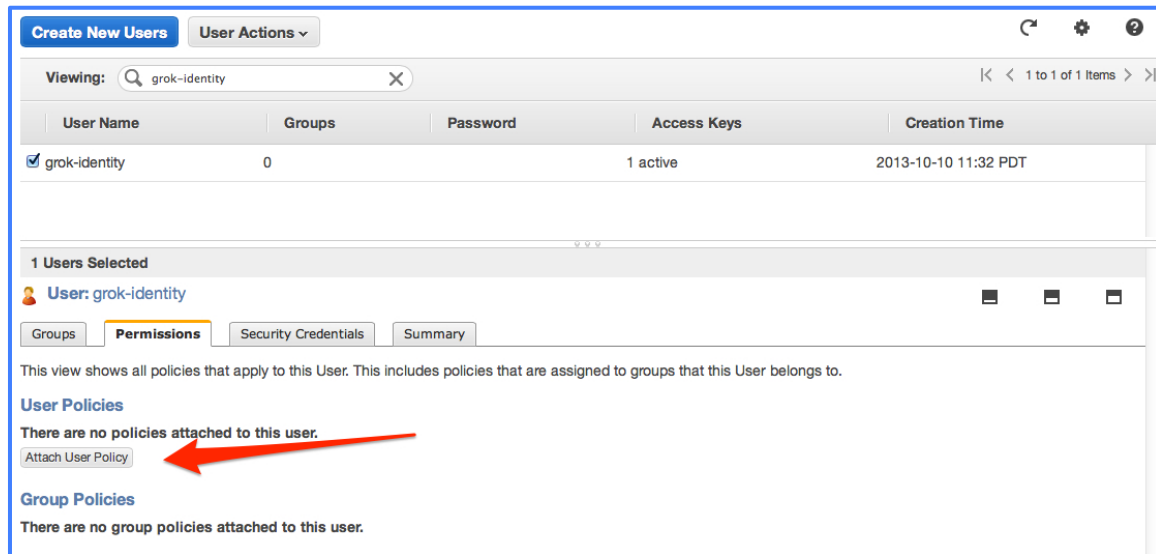 Create New Users User Actions
Viewing: grok-identity 1 to 1 of 1 Items
User Name Groups Password Access Keys Creation Time
grok-identity 0 1 active 2013-10-10 11:32 PDT
1 Users Selected
User: grok-identity
Groups Permissions Security Credentials Summary
This view shows all policies that apply to this User. This includes policies that are assigned to groups that this User belongs to.
User Policies
There are no policies attached to this user.
Attach User Policy
Group Policies
There are no group policies attached to this user.